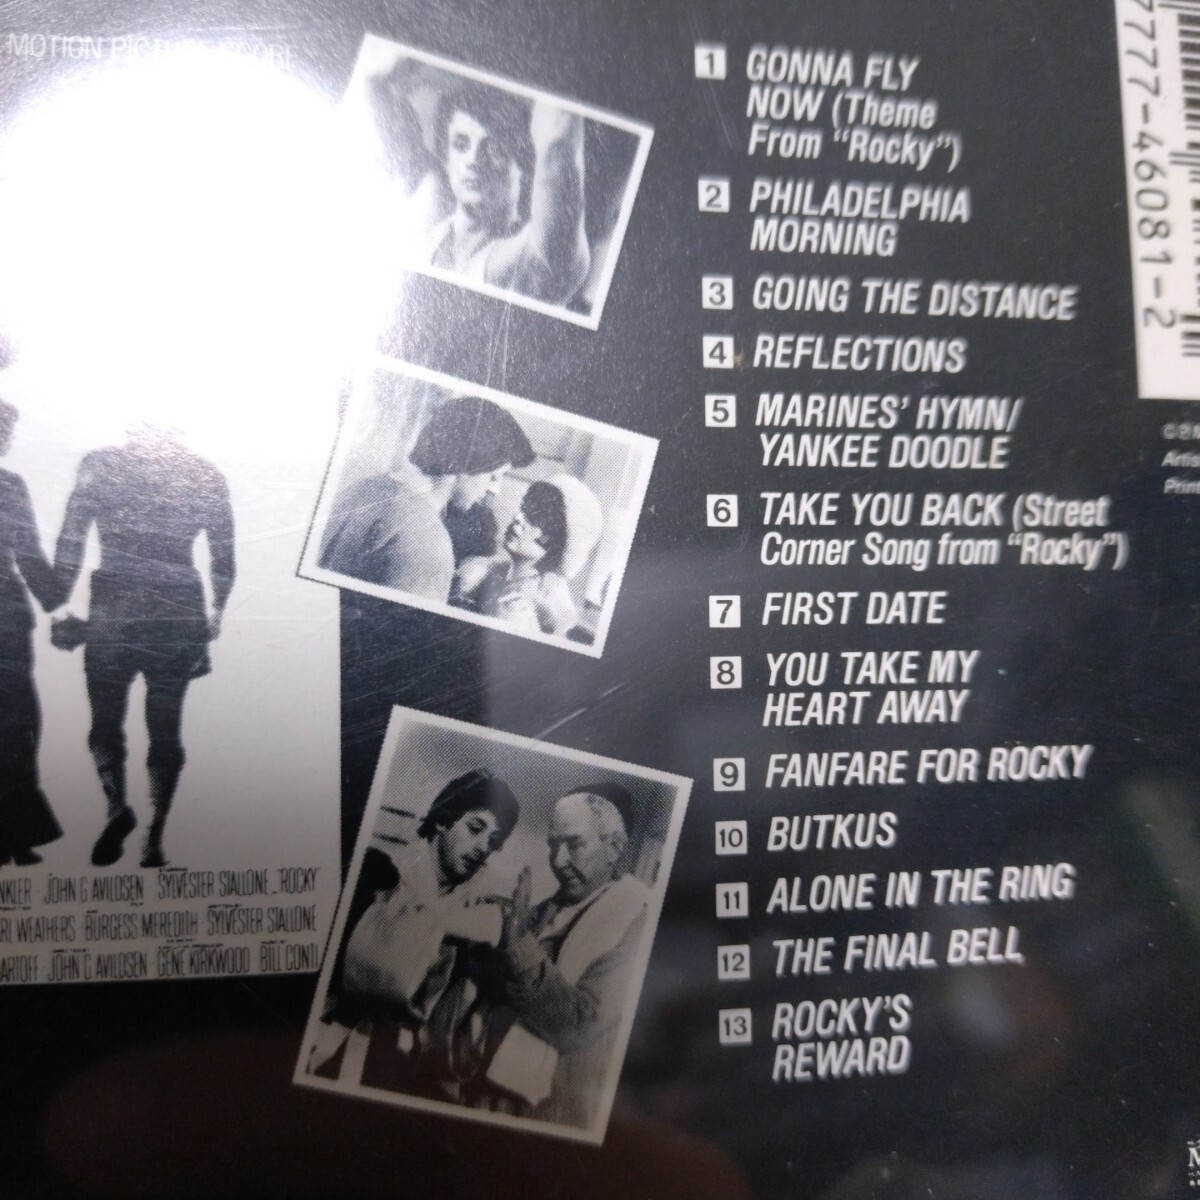 MOTION PICTURE SCORE
1 GONNA FLY
NOW (Theme
From "Rocky")
2 PHILADELPHIA
MORNING
3 GOING THE DISTANCE
4 REFLECTIONS
5 MARINES' HYMN/
YANKEE DOODLE
6 TAKE YOU BACK (Street
Corner Song from "Rocky")
7 FIRST DATE
8 YOU TAKE MY
HEART AWAY
9 FANFARE FOR ROCKY
10 BUTKUS
11 ALONE IN THE RING
12 THE FINAL BELL
13 ROCKY'S
REWARD
7777-46081-2
NKLER JOHN G AVILDSEN SYLVESTER STALLONE "ROCKY"
RL WEATHERS BURGESS MEREDITH SYLVESTER STALLONE
ARTOFF JOHN G AVILDSEN GENE KIRKWOOD BILL CONTI